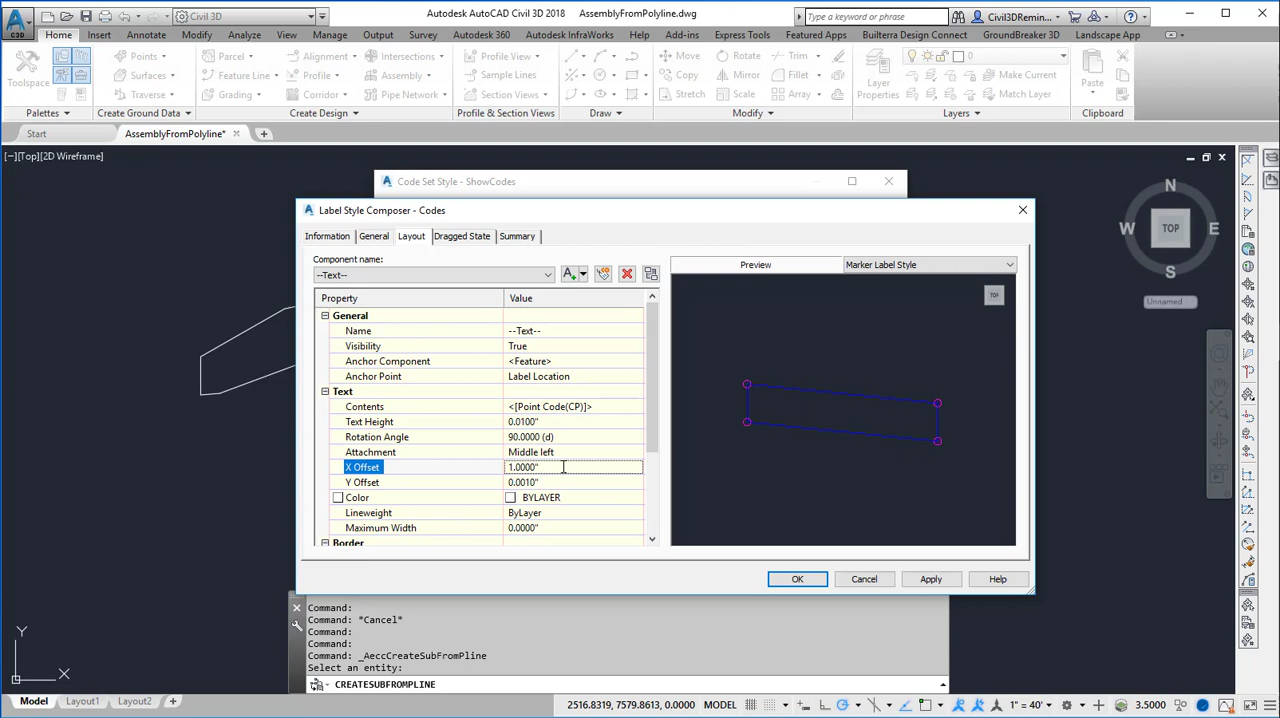 Civil 3D
Autodesk AutoCAD Civil 3D 2018 AssemblyFromPolyline.dwg
Type a keyword or phrase
Civil3DRemin...
C3D
Home Insert Annotate Modify Analyze View Manage Output Survey Autodesk 360 Autodesk InfraWorks Help Add-ins Express Tools Featured Apps Builterra Design Connect GroundBreaker 3D Landscape App
Toolspace
Points
Surfaces
Traverse
Parcel
Feature Line
Grading
Alignment
Profile
Corridor
Intersections
Assembly
Pipe Network
Profile View
Sample Lines
Section Views
Move
Copy
Stretch
Rotate
Mirror
Scale
Trim
Fillet
Array
Layer Properties
0
Make Current
Match Layer
Paste
Palettes Create Ground Data Create Design Profile & Section Views Draw Modify Layers Clipboard
Start AssemblyFromPolyline*
[−][Top][2D Wireframe]
Code Set Style - ShowCodes
Label Style Composer - Codes
Information General Layout Dragged State Summary
Component name:
--Text--
Preview Marker Label Style
Property Value
General
Name --Text--
Visibility True
Anchor Component <Feature>
Anchor Point Label Location
Text
Contents <[Point Code(CP)]>
Text Height 0.0100"
Rotation Angle 90.0000 (d)
Attachment Middle left
X Offset 1.0000"
Y Offset 0.0010"
Color BYLAYER
Lineweight ByLayer
Maximum Width 0.0000"
Border
TOP
OK Cancel Apply Help
N
W TOP E
S
Unnamed
Command:
Command: *Cancel*
Command:
Command:
Command: _AeccCreateSubFromPline
Select an entity:
CREATESUBFROMPLINE
Y
X
Model Layout1 Layout2
2516.8319, 7579.8613, 0.0000 MODEL 1" = 40' 3.5000